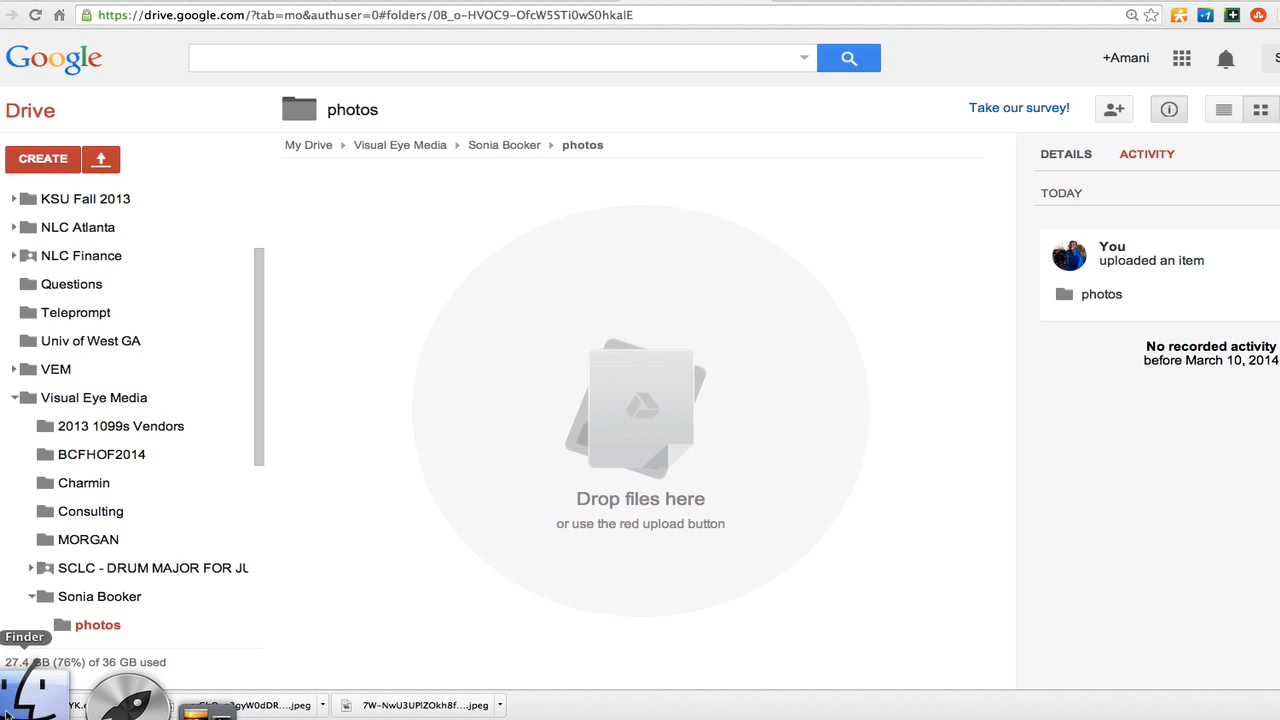 https://drive.google.com/?tab=mo&authuser=0#folders/0B_o-HVOC9-OfcW5STi0wS0hkalE
Google
+Amani
Drive
photos
Take our survey!
My Drive Visual Eye Media Sonia Booker photos
CREATE
KSU Fall 2013
NLC Atlanta
NLC Finance
Questions
Teleprompt
Univ of West GA
VEM
Visual Eye Media
2013 1099s Vendors
BCFHOF2014
Charmin
Consulting
MORGAN
SCLC - DRUM MAJOR FOR JU
Sonia Booker
photos
Finder
27.4 GB (76%) of 36 GB used
Drop files here
or use the red upload button
DETAILS ACTIVITY
TODAY
You
uploaded an item
photos
No recorded activity
before March 10, 2014
7W-NwU3UPlZOkh8f....jpeg